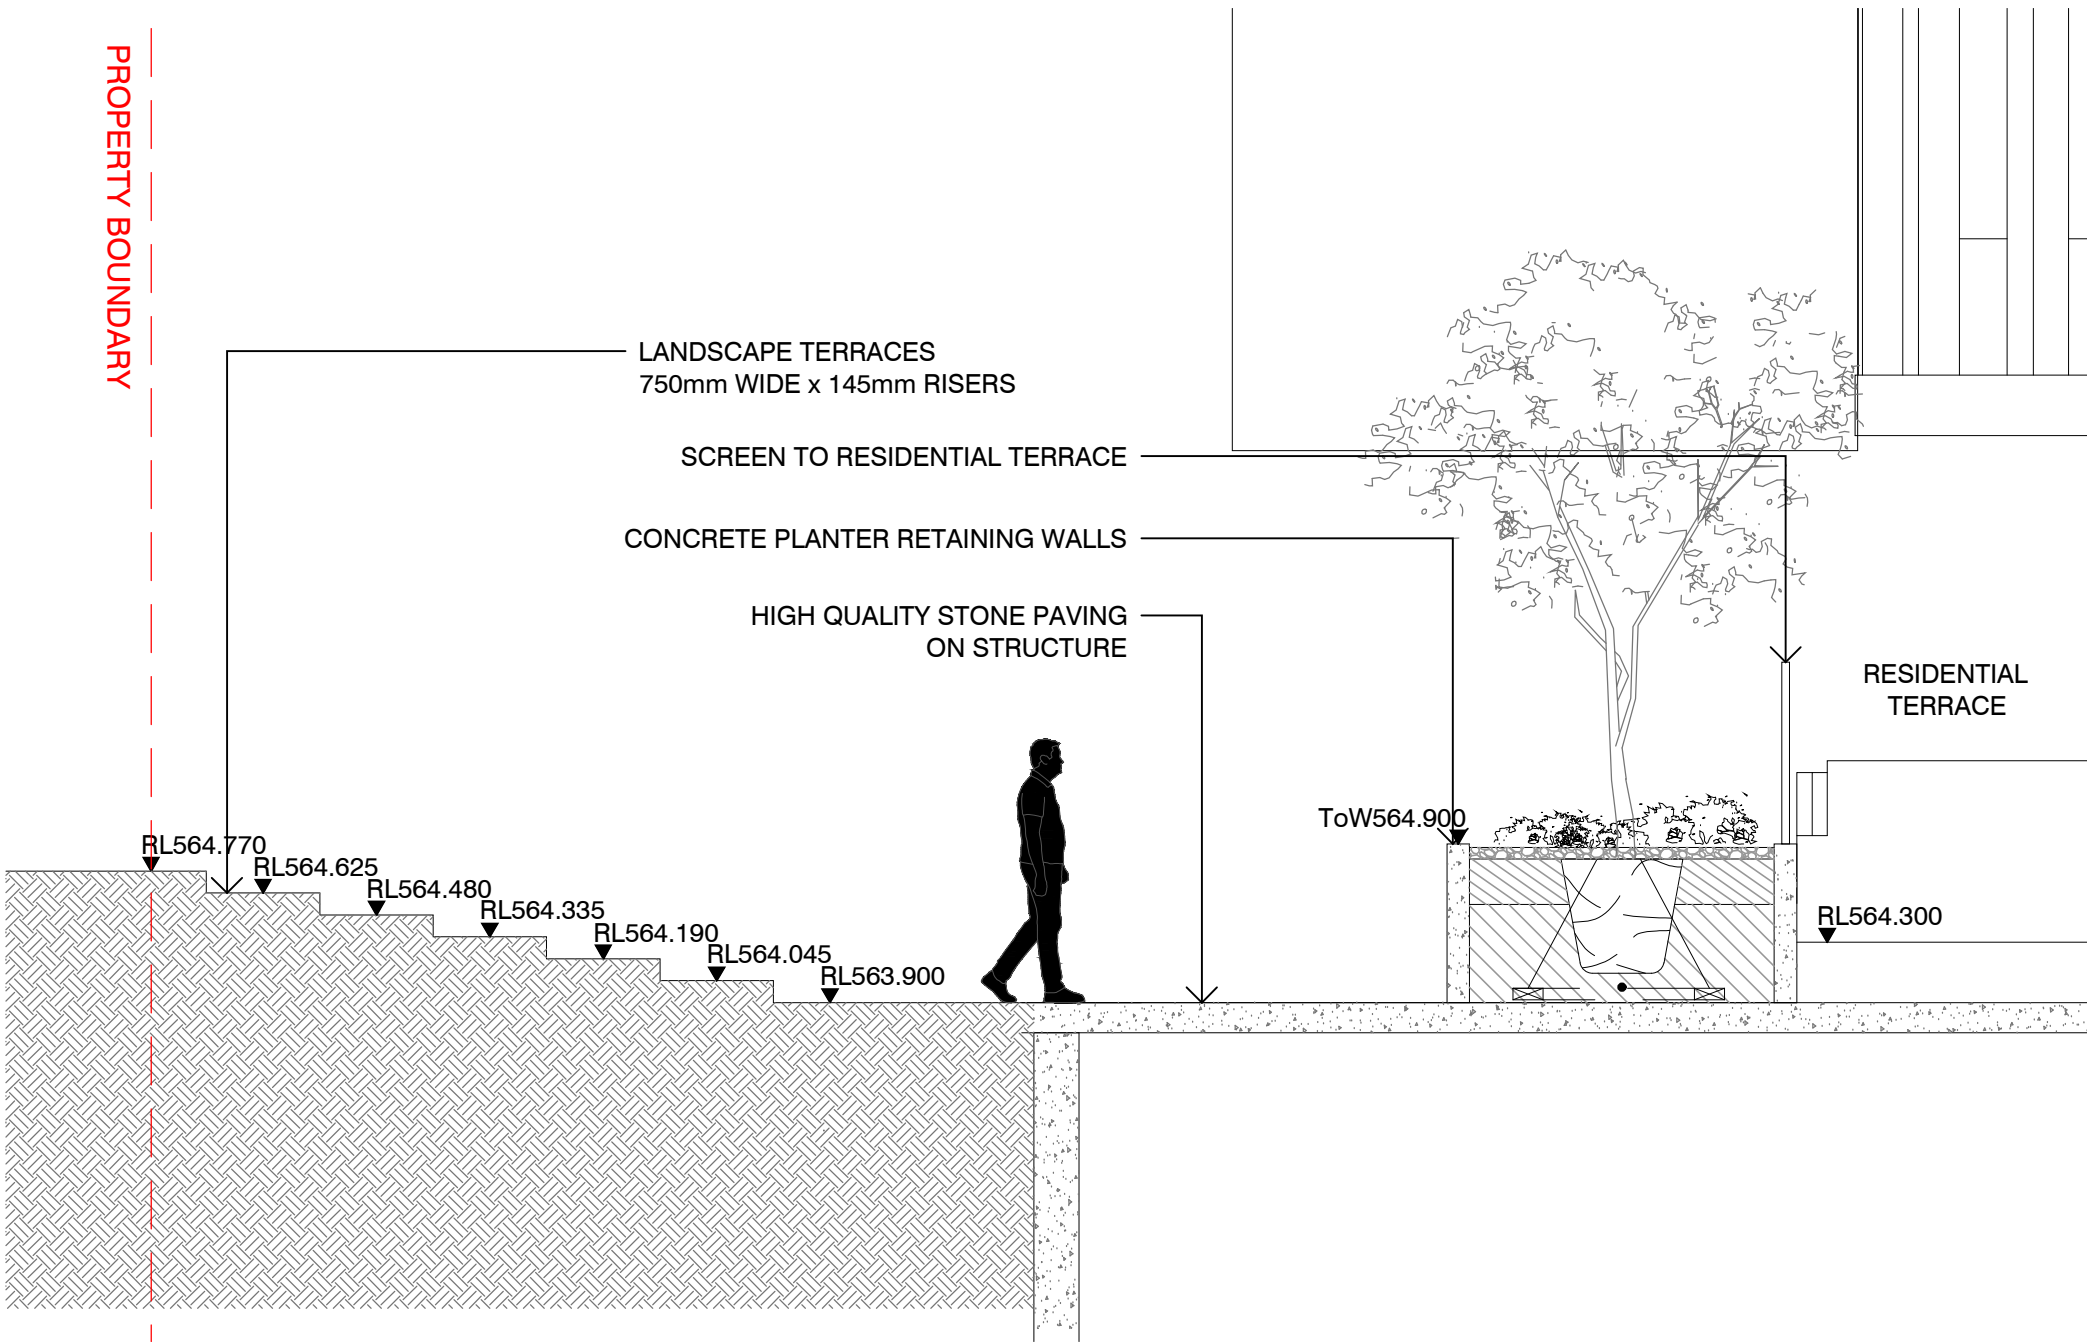 PROPERTY BOUNDARY
LANDSCAPE TERRACES
750mm WIDE x 145mm RISERS
SCREEN TO RESIDENTIAL TERRACE
CONCRETE PLANTER RETAINING WALLS
HIGH QUALITY STONE PAVING
ON STRUCTURE
RESIDENTIAL
TERRACE
ToW564.900
RL564.770
RL564.625
RL564.480
RL564.335
RL564.190
RL564.045
RL563.900
RL564.300